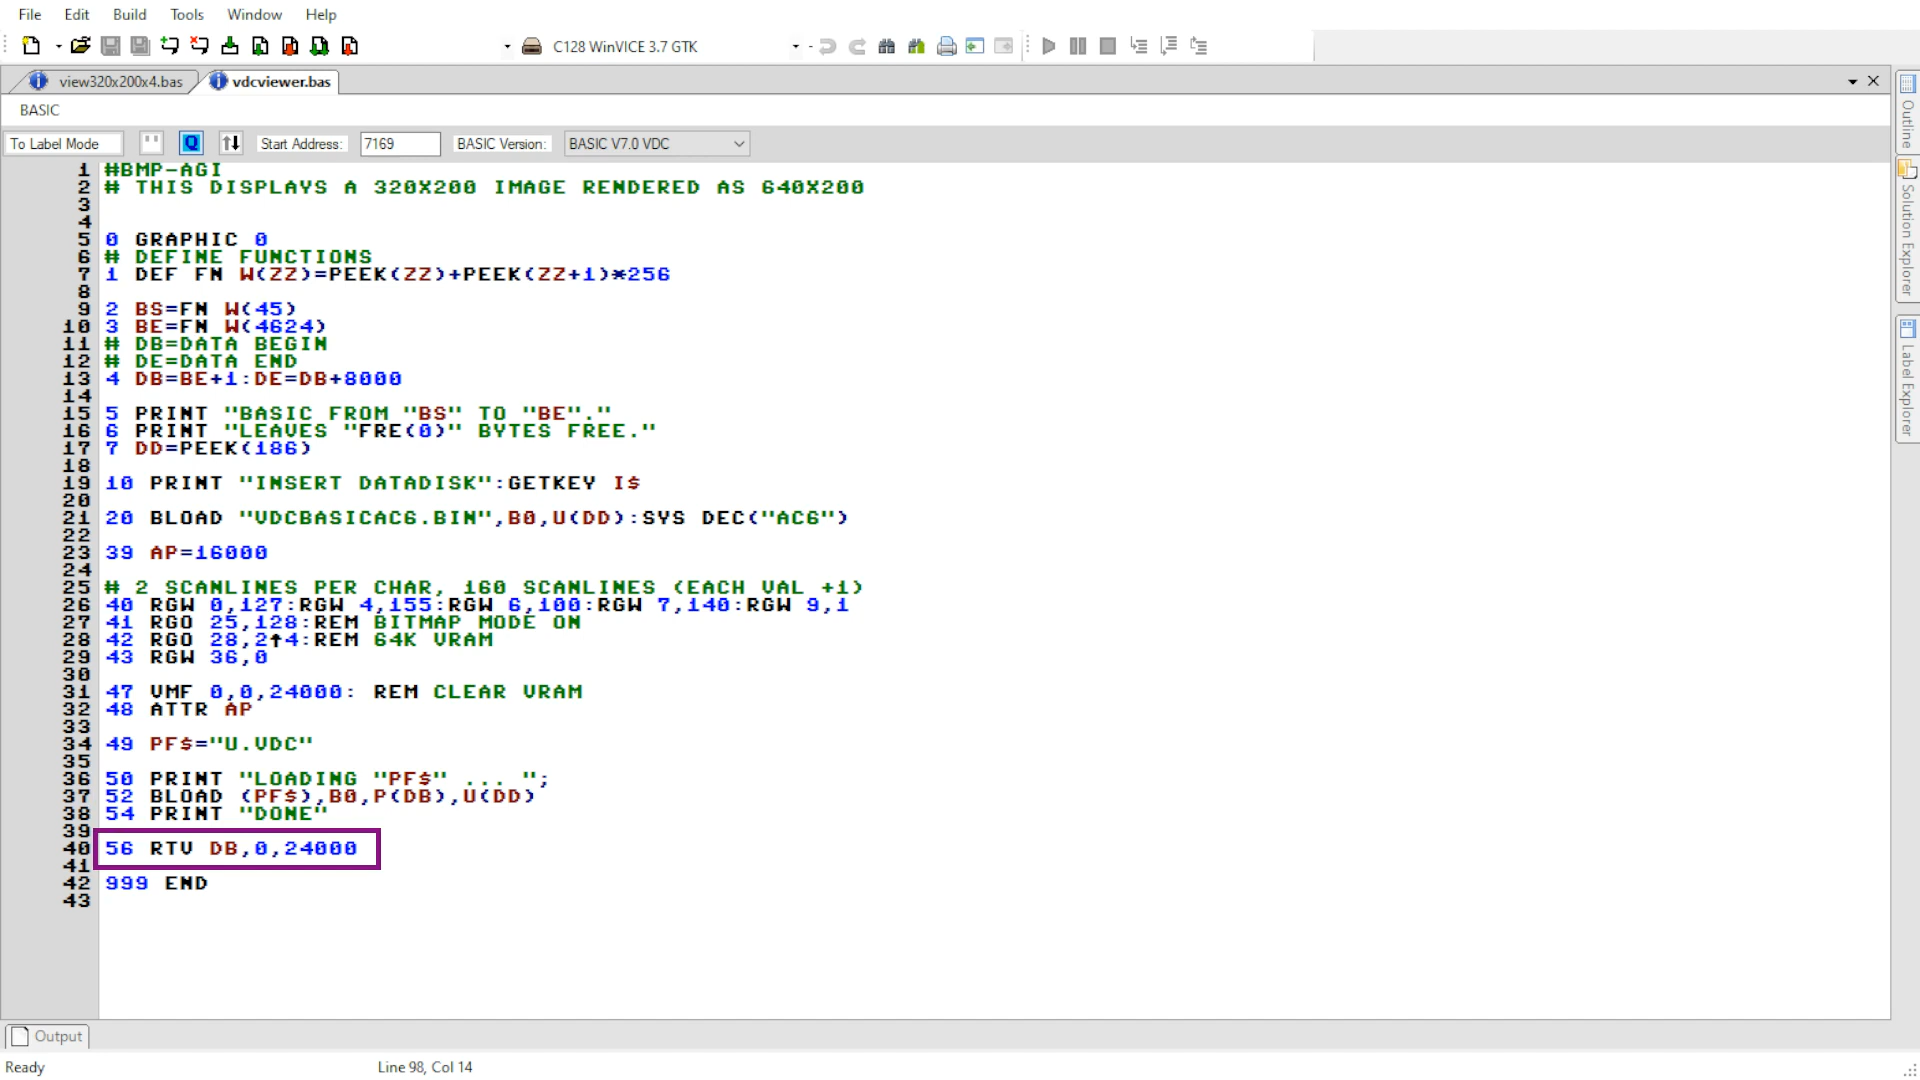 File Edit Build Tools Window Help
C128 WinVICE 3.7 GTK
view320x200x4.bas vdcviewer.bas
BASIC
To Label Mode Q Start Address: 7169 BASIC Version: BASIC V7.0 VDC
1 #BMP-AGI
2 # THIS DISPLAYS A 320X200 IMAGE RENDERED AS 640X200
3
4
5 0 GRAPHIC 0
6 # DEFINE FUNCTIONS
7 1 DEF FN W(ZZ)=PEEK(ZZ)+PEEK(ZZ+1)*256
8
9 2 BS=FN W(45)
10 3 BE=FN W(4624)
11 # DB=DATA BEGIN
12 # DE=DATA END
13 4 DB=BE+1:DE=DB+8000
14
15 5 PRINT "BASIC FROM "BS" TO "BE"."
16 6 PRINT "LEAVES "FRE(0)" BYTES FREE."
17 7 DD=PEEK(186)
18
19 10 PRINT "INSERT DATADISK":GETKEY I$
20
21 20 BLOAD "VDCBASICAC6.BIN",B0,U(DD):SYS DEC("AC6")
22
23 39 AP=16000
24
25 # 2 SCANLINES PER CHAR, 160 SCANLINES (EACH VAL +1)
26 40 RGW 0,127:RGW 4,155:RGW 6,100:RGW 7,140:RGW 9,1
27 41 RGO 25,128:REM BITMAP MODE ON
28 42 RGO 28,2↑4:REM 64K VRAM
29 43 RGW 36,0
30
31 47 VMF 0,0,24000: REM CLEAR VRAM
32 48 ATTR AP
33
34 49 PF$="U.VDC"
35
36 50 PRINT "LOADING "PF$" ... ";
37 52 BLOAD (PF$),B0,P(DB),U(DD)
38 54 PRINT "DONE"
39
40 56 RTV DB,0,24000
41
42 999 END
43
Outline
Solution Explorer
Label Explorer
Output
Ready Line 98, Col 14